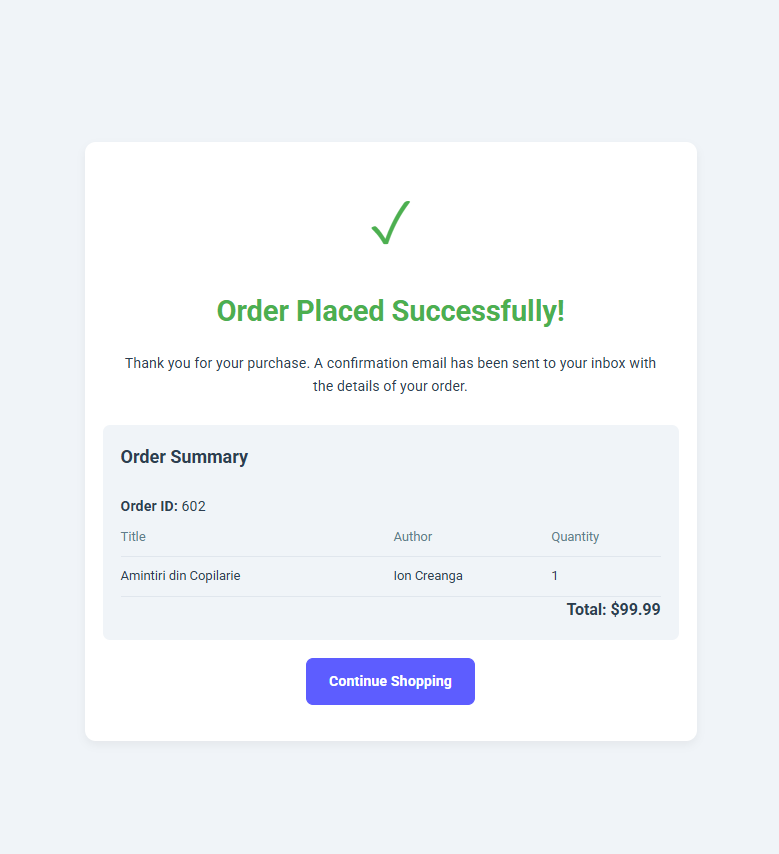 Order Placed Successfully!
Thank you for your purchase. A confirmation email has been sent to your inbox with
the details of your order.
Order Summary
Order ID: 602
Title Author Quantity
Amintiri din Copilarie Ion Creanga 1
Total: $99.99
Continue Shopping